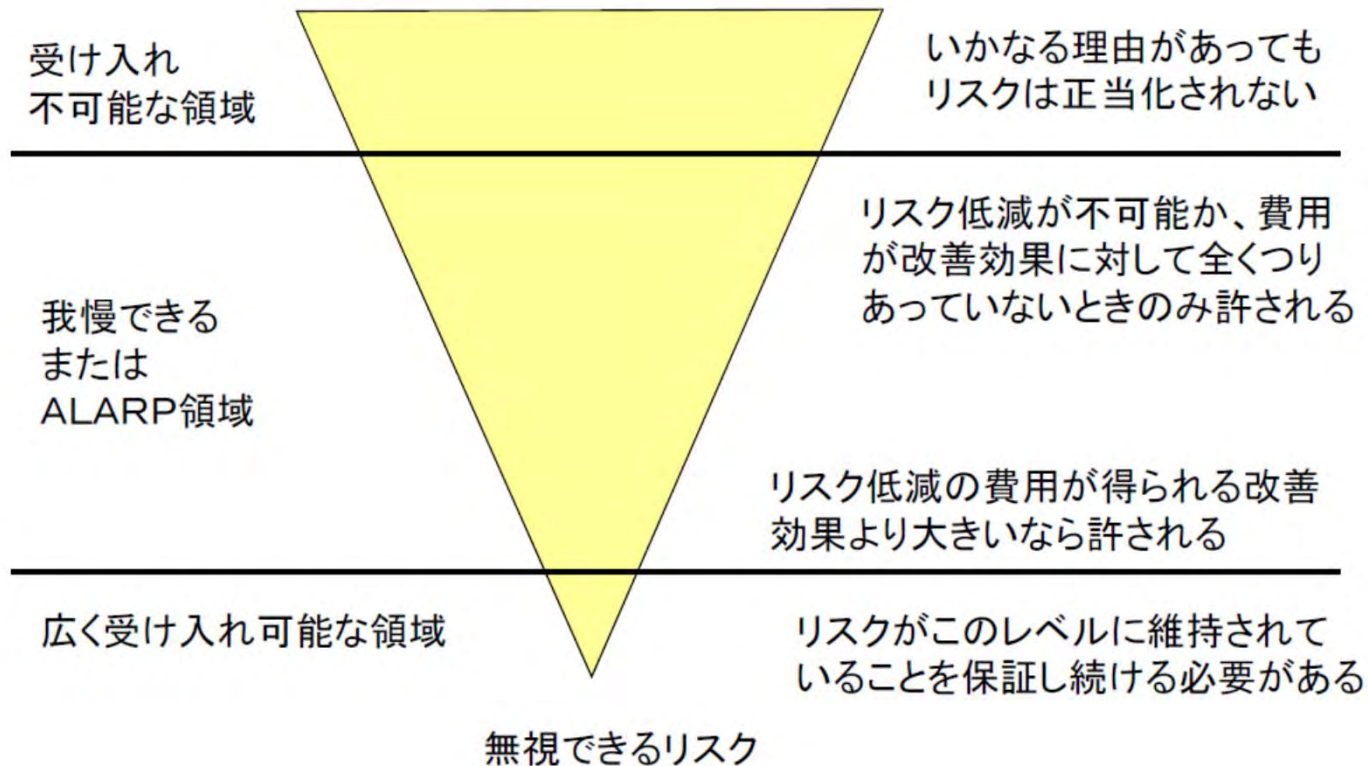 受け入れ
不可能な領域
いかなる理由があっても
リスクは正当化されない
我慢できる
または
ALARP領域
リスク低減が不可能か、費用
が改善効果に対して全くつり
あっていないときのみ許される
リスク低減の費用が得られる改善
効果より大きいなら許される
広く受け入れ可能な領域
リスクがこのレベルに維持されて
いることを保証し続ける必要がある
無視できるリスク